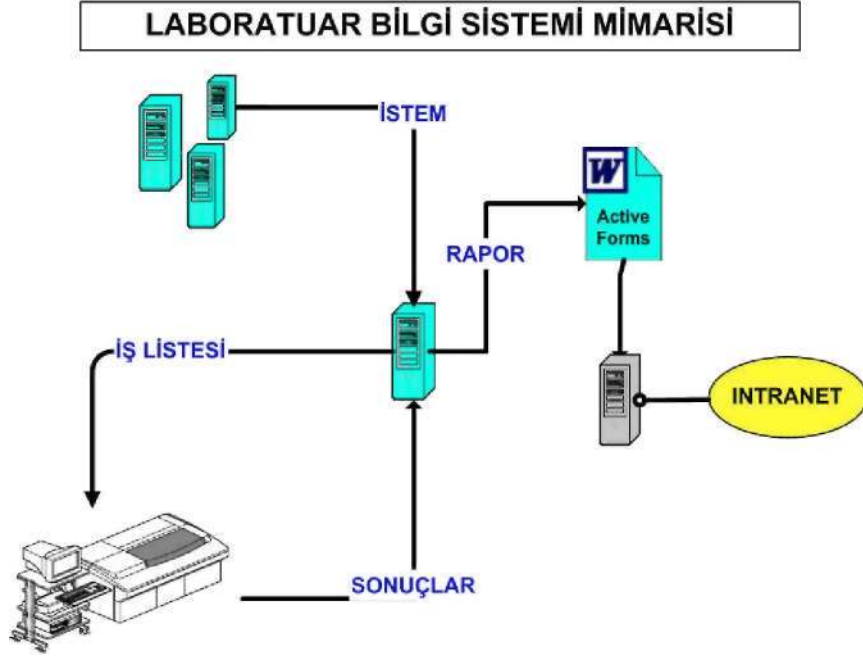 LABORATUAR BİLGİ SİSTEMİ MİMARİSİ
İSTEM
W
Active
Forms
RAPOR
İŞ LİSTESİ
INTRANET
SONUÇLAR